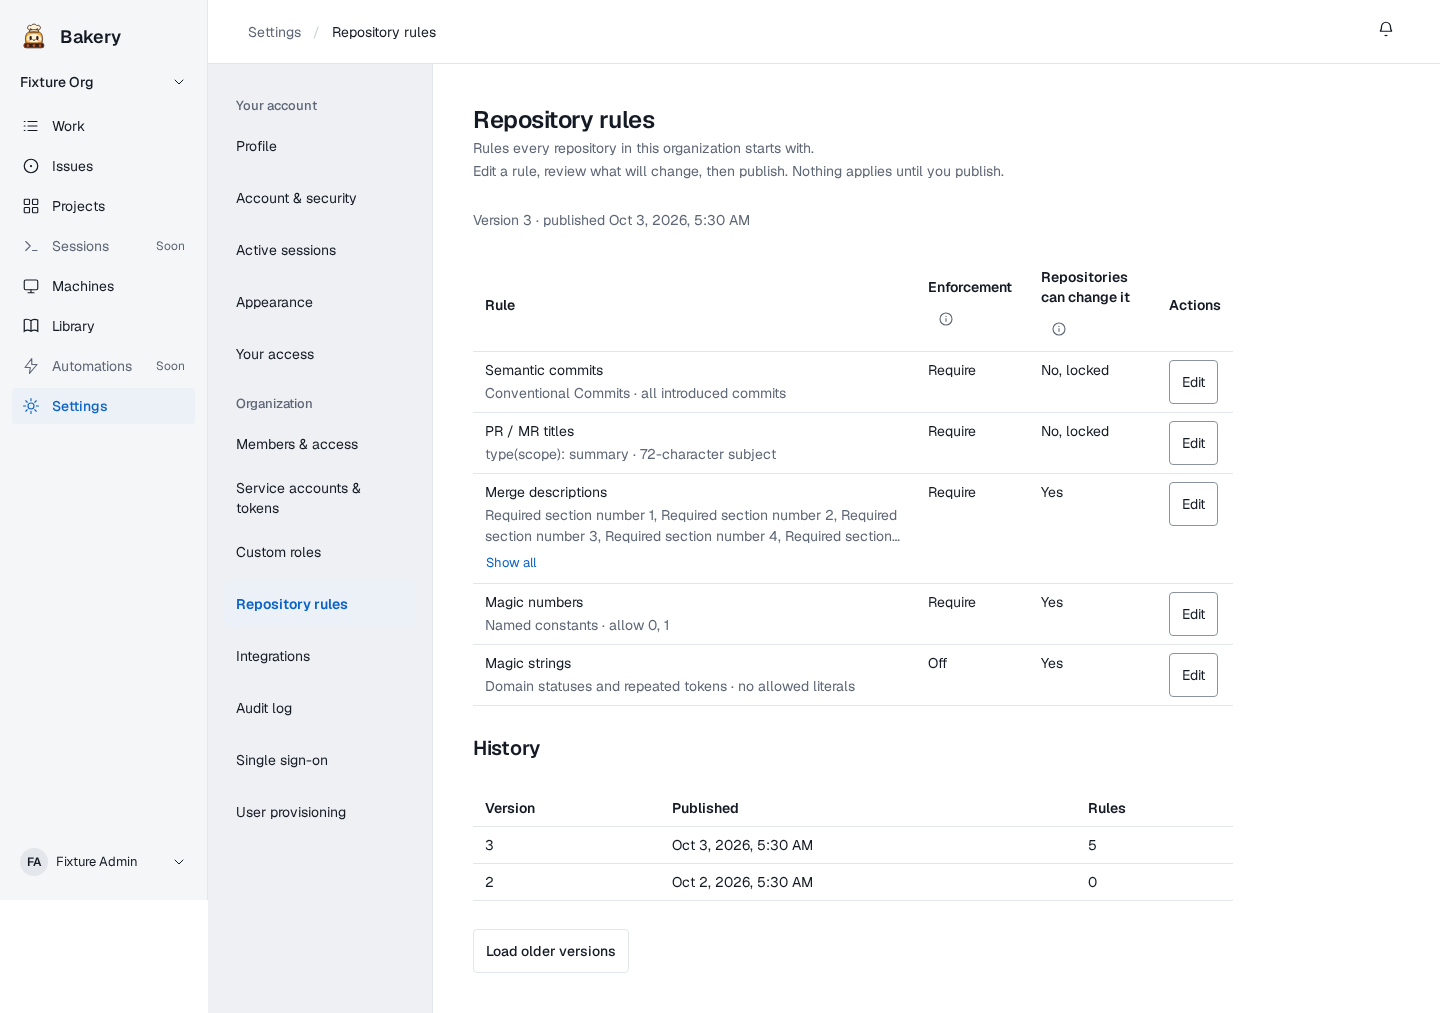 Bakery
Fixture Org
Work
Issues
Projects
Sessions Soon
Machines
Library
Automations Soon
Settings
FA Fixture Admin
Settings / Repository rules
Your account
Profile
Account & security
Active sessions
Appearance
Your access
Organization
Members & access
Service accounts &
tokens
Custom roles
Repository rules
Integrations
Audit log
Single sign-on
User provisioning
Repository rules
Rules every repository in this organization starts with.
Edit a rule, review what will change, then publish. Nothing applies until you publish.
Version 3 · published Oct 3, 2026, 5:30 AM
Rule Enforcement Repositories can change it Actions
Semantic commits Require No, locked Edit
Conventional Commits · all introduced commits
PR / MR titles Require No, locked Edit
type(scope): summary · 72-character subject
Merge descriptions Require Yes Edit
Required section number 1, Required section number 2, Required
section number 3, Required section number 4, Required section...
Show all
Magic numbers Require Yes Edit
Named constants · allow 0, 1
Magic strings Off Yes Edit
Domain statuses and repeated tokens · no allowed literals
History
Version Published Rules
3 Oct 3, 2026, 5:30 AM 5
2 Oct 2, 2026, 5:30 AM 0
Load older versions